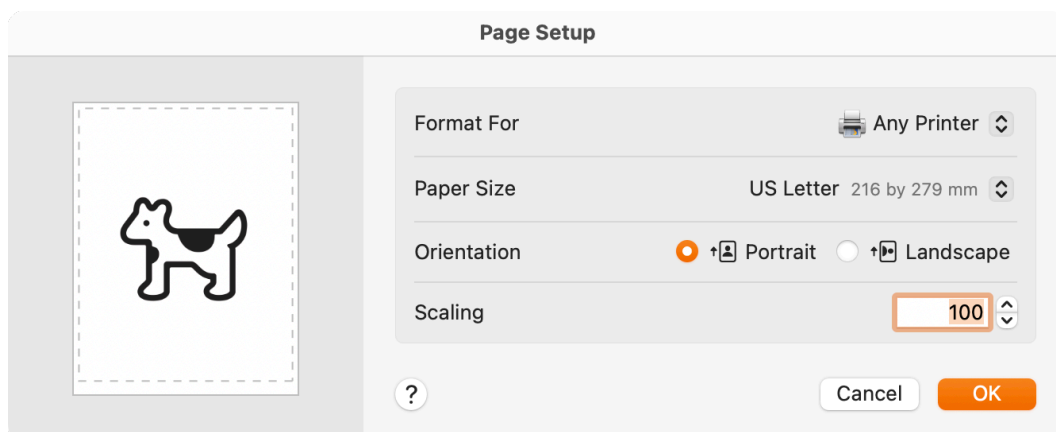 Page Setup
Format For Any Printer
Paper Size US Letter 216 by 279 mm
Orientation Portrait Landscape
Scaling 100
? Cancel OK